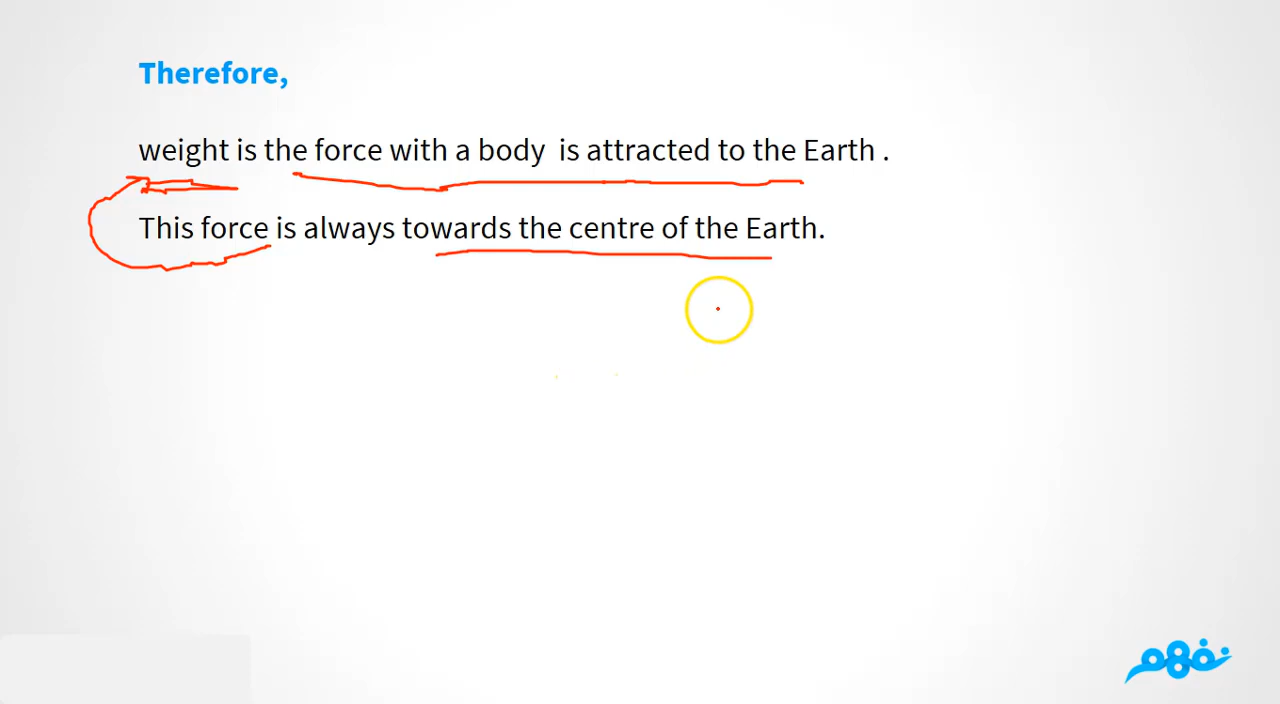 Therefore,
weight is the force with a body is attracted to the Earth .
This force is always towards the centre of the Earth.
نفهم